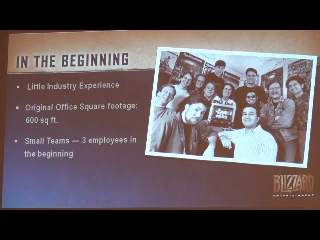 IN THE BEGINNING
Little Industry Experience
Original Office Square footage:
600 sq ft.
Small Teams — 3 employees in
the beginning
BLIZZARD
ENTERTAINMENT